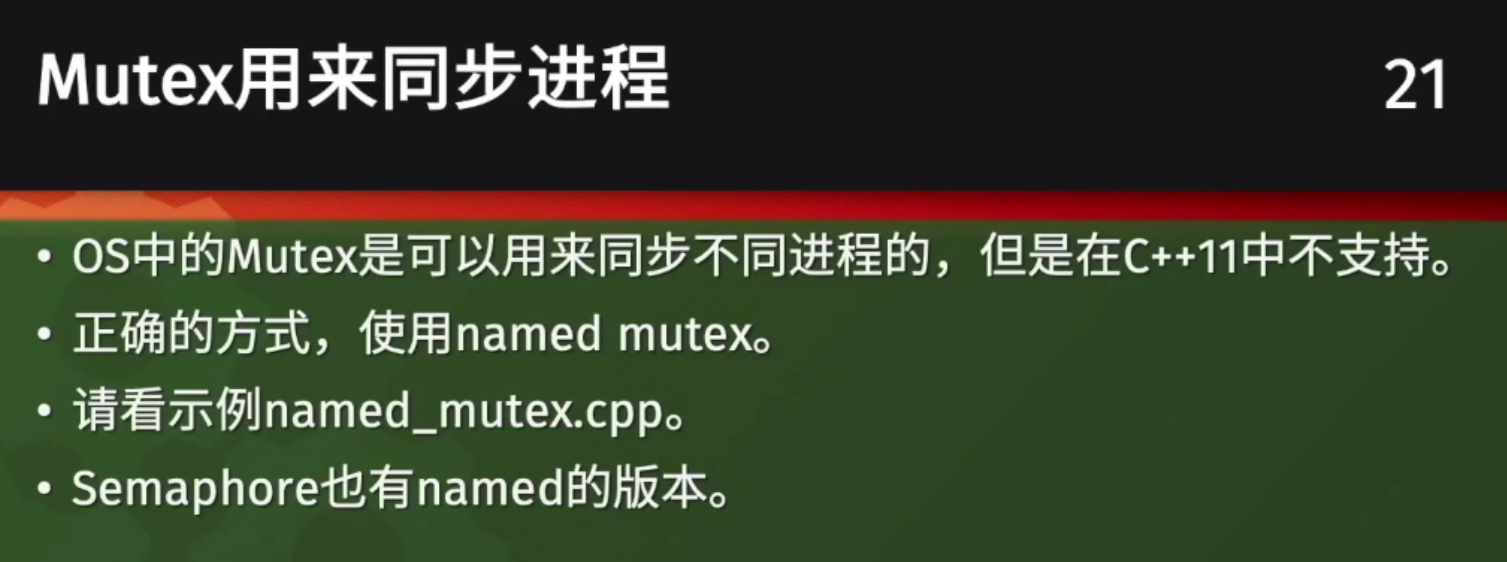 Mutex用来同步进程
21
• OS中的Mutex是可以用来同步不同进程的，但是在C++11中不支持。
• 正确的方式，使用named mutex。
• 请看示例named_mutex.cpp。
• Semaphore也有named的版本。